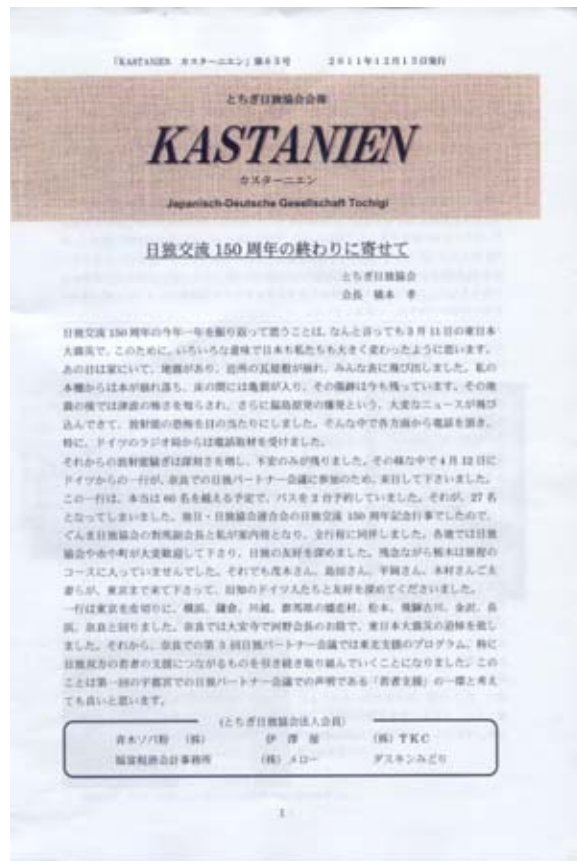 「KASTANIEN カスターニエン」第63号 2011年12月13日発行
とちぎ日独協会会報
KASTANIEN
カスターニエン
Japanisch-Deutsche Gesellschaft Tochigi
日独交流 150 周年の終わりに寄せて
とちぎ日独協会
会長 橋本 孝
日独交流 150 周年の今年一年を振り返って思うことは、なんと言っても3月11日の東日本
大震災で、このために、いろいろな意味で日本も私たちも大きく変わったように思います。
あの日は家にいて、地震があり、近所の瓦屋根が崩れ、みんな表に飛び出しました。私の
本棚からは本が崩れ落ち、床の間には亀裂が入り、その傷跡は今も残っています。その地
震の後では津波の怖さを知らされ、さらに福島原発の爆発という、大変なニュースが飛び
込んできて、放射能の恐怖を目の当たりにしました。そんな中で各方面から電話を頂き、
特に、ドイツのラジオ局からは電話取材を受けました。
それからの放射能騒ぎは深刻さを増し、不安のみが残りました。その様な中で4月12日に
ドイツからの一行が、奈良での日独パートナー会議に参加のため、来日して下さいました。
この一行は、本当は60名を越える予定で、バスを2台予約していました。それが、27名
となってしまいました。独日・日独協会連合会の日独交流 150 周年記念行事でしたので、
ぐんま日独協会の対馬副会長と私が案内役となり、全行程に同伴しました。各地では日独
協会や市や町が大変歓迎して下さり、日独の友好を深めました。残念ながら栃木は旅程の
コースに入っていませんでした。それでも茂木さん、島田さん、平岡さん、木村さんご夫
妻らが、東京まで来て下さって、旧知のドイツ人たちと友好を深めてくださいました。
一行は東京を皮切りに、横浜、鎌倉、川越、群馬県の嬬恋村、松本、飛騨古川、金沢、長
浜、奈良と回りました。奈良では大安寺で河野会長のお陰で、東日本大震災の追悼を致し
ました。それから、奈良での第3回日独パートナー会議では東北支援のプログラム、特に
日独双方の若者の支援につながるものを引き続き取り組んでいくことになりました。この
ことは第一回の宇都宮での日独パートナー会議での声明である「若者支援」の一環と考え
ても良いと思います。
(とちぎ日独協会法人会員)
青木ソバ粉 (株) 伊澤 (株) TKC
税務会計事務所 (株) メロー ダスキンみどり
1